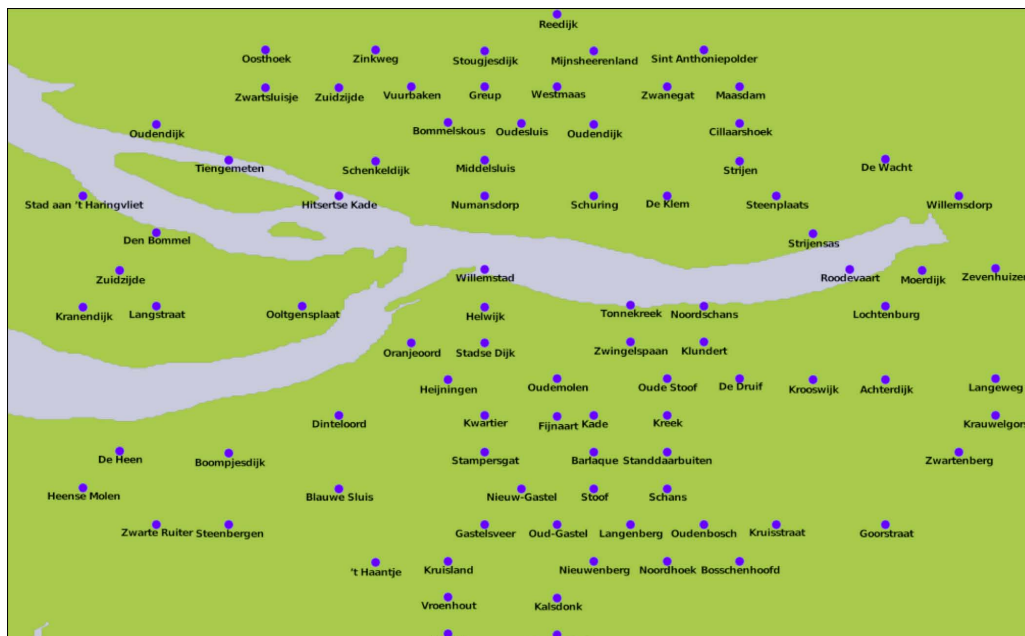 Reedijk
Oosthoek
Zinkweg
Stougjesdijk
Mijnsheerenland
Sint Anthoniepolder
Zwartsluisje
Zuidzijde
Vuurbaken
Greup
Westmaas
Zwanegat
Maasdam
Oudendijk
Bommelskous
Oudesluis
Oudendijk
Cillaarshoek
Tiengemeten
Schenkeldijk
Middelsluis
Strijen
De Wacht
Stad aan 't Haringvliet
Hitsertse Kade
Numansdorp
Schuring
De Klem
Steenplaats
Willemsdorp
Den Bommel
Strijensas
Zuidzijde
Willemstad
Roodevaart
Moerdijk
Zevenhuizen
Kranendijk
Langstraat
Ooltgensplaat
Helwijk
Tonnekreek
Noordschans
Lochtenburg
Oranjeoord
Stadse Dijk
Zwingelspaan
Klundert
Heijningen
Oudemolen
Oude Stoof
De Druif
Krooswijk
Achterdijk
Langeweg
Dinteloord
Kwartier
Fijnaart
Kade
Kreek
Krauwelgors
De Heen
Boompjesdijk
Stampersgat
Barlaque
Standdaarbuiten
Zwartenberg
Heense Molen
Blauwe Sluis
Nieuw-Gastel
Stoof
Schans
Zwarte Ruiter
Steenbergen
Gastelsveer
Oud-Gastel
Langenberg
Oudenbosch
Kruisstraat
Goorstraat
't Haantje
Kruisland
Nieuwenberg
Noordhoek
Bosschenhoofd
Vroenhout
Kalsdonk